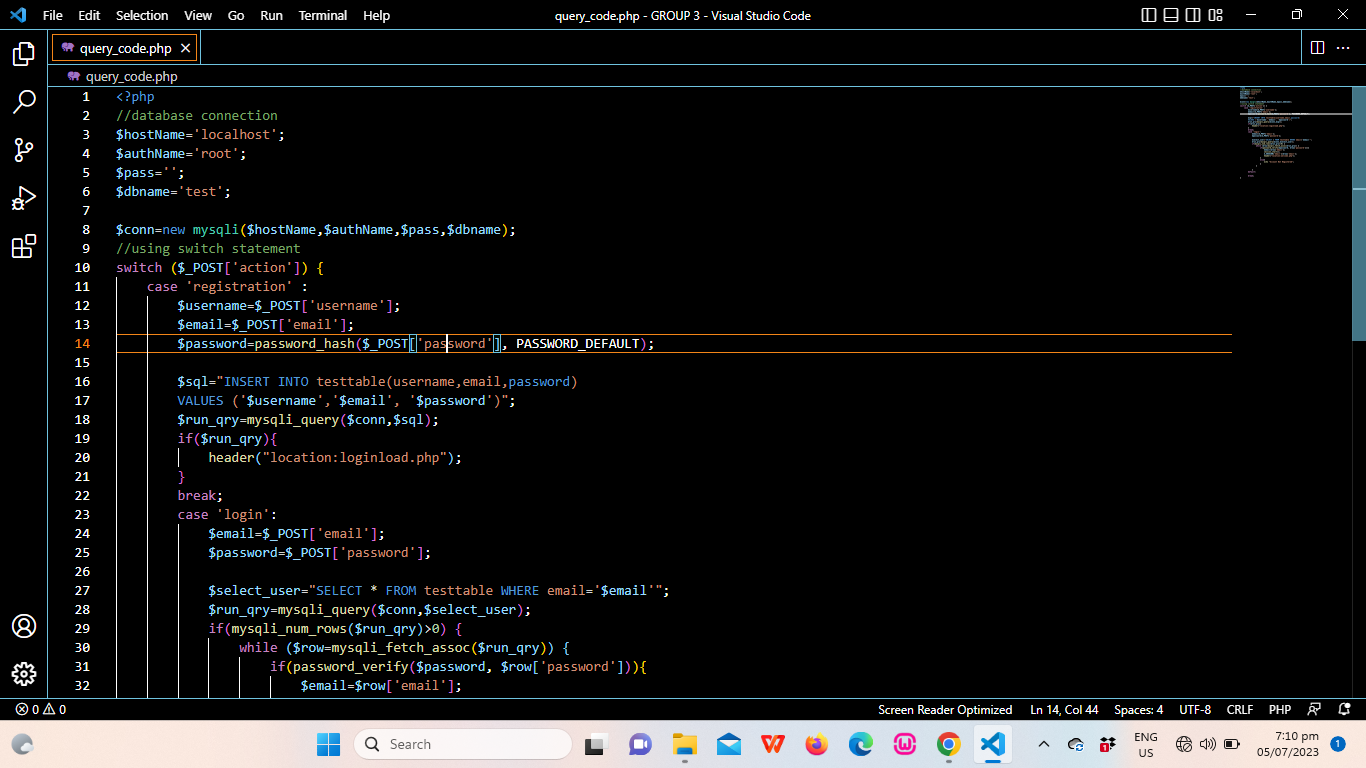 File Edit Selection View Go Run Terminal Help query_code.php - GROUP 3 - Visual Studio Code
query_code.php
query_code.php
1 <?php
2 //database connection
3 $hostName='localhost';
4 $authName='root';
5 $pass='';
6 $dbname='test';
7
8 $conn=new mysqli($hostName,$authName,$pass,$dbname);
9 //using switch statement
10 switch ($_POST['action']) {
11 case 'registration' :
12 $username=$_POST['username'];
13 $email=$_POST['email'];
14 $password=password_hash($_POST['password'], PASSWORD_DEFAULT);
15
16 $sql="INSERT INTO testtable(username,email,password)
17 VALUES ('$username','$email', '$password')";
18 $run_qry=mysqli_query($conn,$sql);
19 if($run_qry){
20 header("location:loginload.php");
21 }
22 break;
23 case 'login':
24 $email=$_POST['email'];
25 $password=$_POST['password'];
26
27 $select_user="SELECT * FROM testtable WHERE email='$email'";
28 $run_qry=mysqli_query($conn,$select_user);
29 if(mysqli_num_rows($run_qry)>0) {
30 while ($row=mysqli_fetch_assoc($run_qry)) {
31 if(password_verify($password, $row['password'])){
32 $email=$row['email'];
0 0 Screen Reader Optimized Ln 14, Col 44 Spaces: 4 UTF-8 CRLF PHP
Search ENG US 7:10 pm 05/07/2023 1